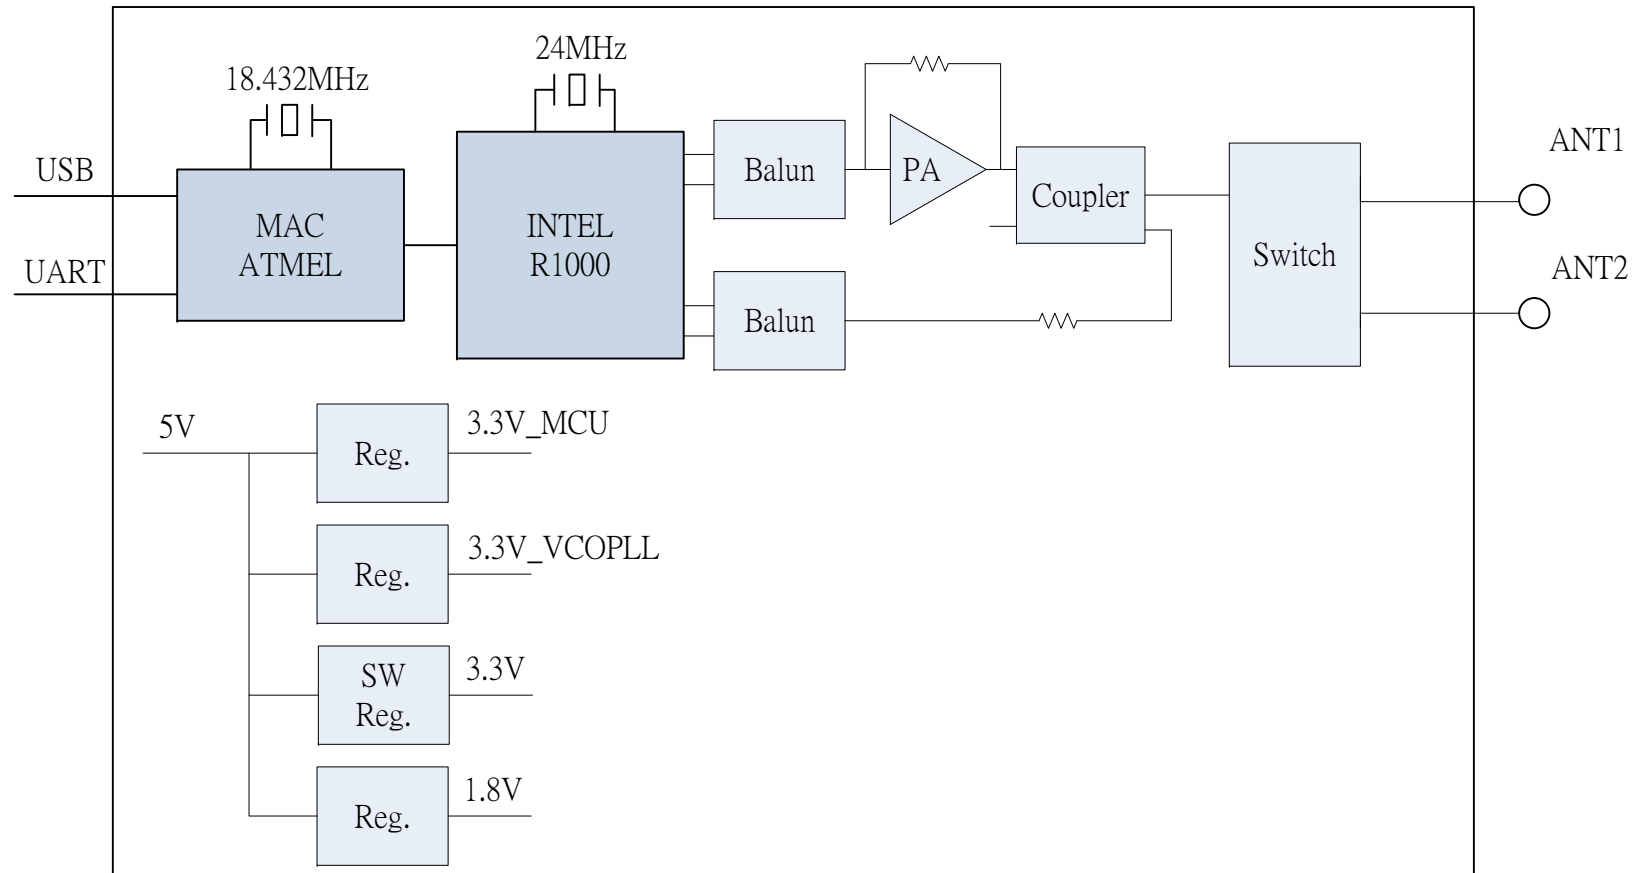 24MHz
18.432MHz
USB
UART
MAC
ATMEL
INTEL
R1000
Balun
PA
Coupler
Balun
Switch
ANT1
ANT2
5V
Reg.
3.3V_MCU
Reg.
3.3V_VCOPLL
SW
Reg.
3.3V
Reg.
1.8V